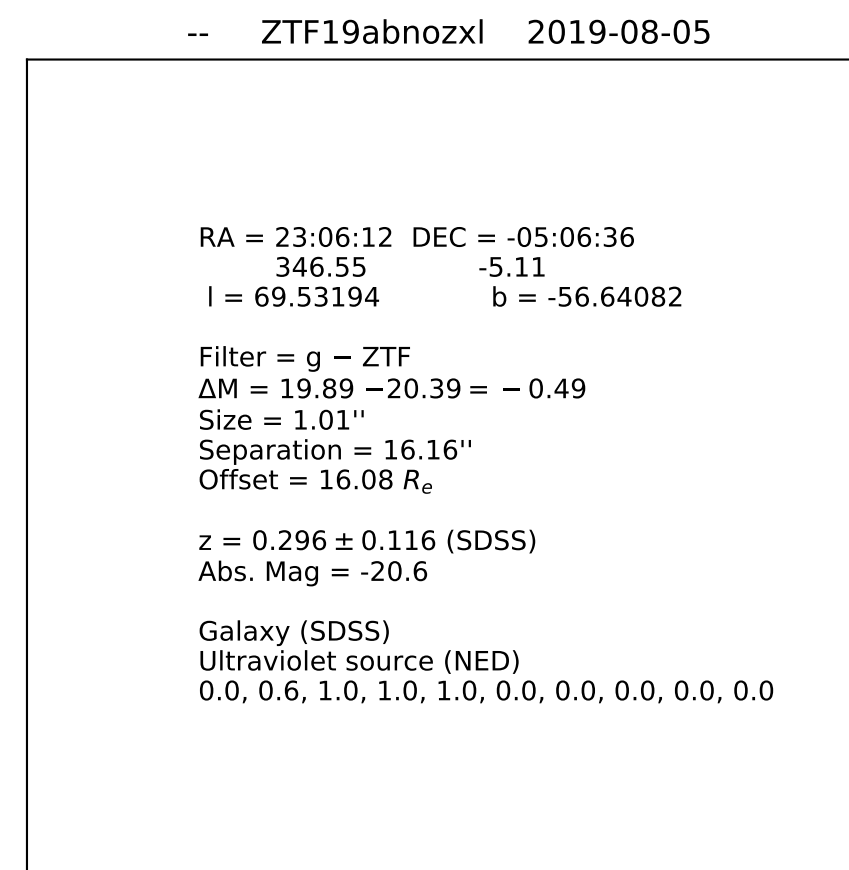 -- ZTF19abnozxl 2019-08-05
RA = 23:06:12 DEC = -05:06:36
346.55 -5.11
l = 69.53194 b = -56.64082
Filter = g − ZTF
ΔM = 19.89 −20.39 = − 0.49
Size = 1.01''
Separation = 16.16''
Offset = 16.08 Rₑ
z = 0.296 ± 0.116 (SDSS)
Abs. Mag = -20.6
Galaxy (SDSS)
Ultraviolet source (NED)
0.0, 0.6, 1.0, 1.0, 1.0, 0.0, 0.0, 0.0, 0.0, 0.0